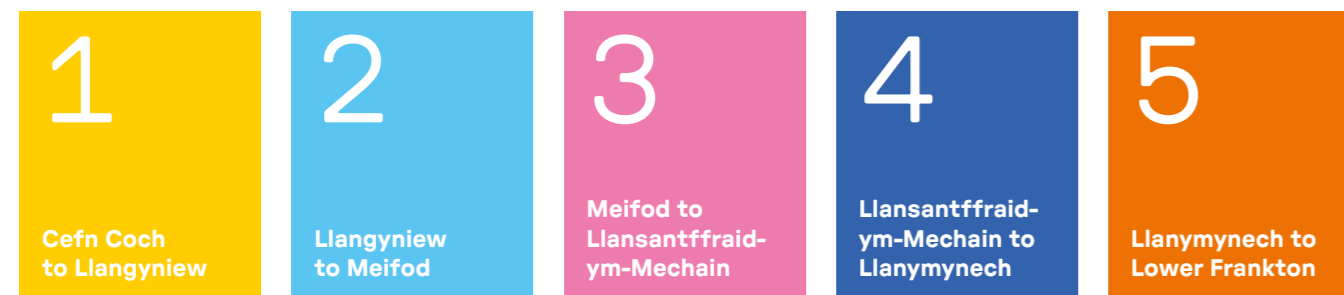 1
Cefn Coch
to Llangyniew
2
Llangyniew
to Meifod
3
Meifod to
Llansantffraid-
ym-Mechain
4
Llansantffraid-
ym-Mechain to
Llanymynech
5
Llanymynech to
Lower Frankton